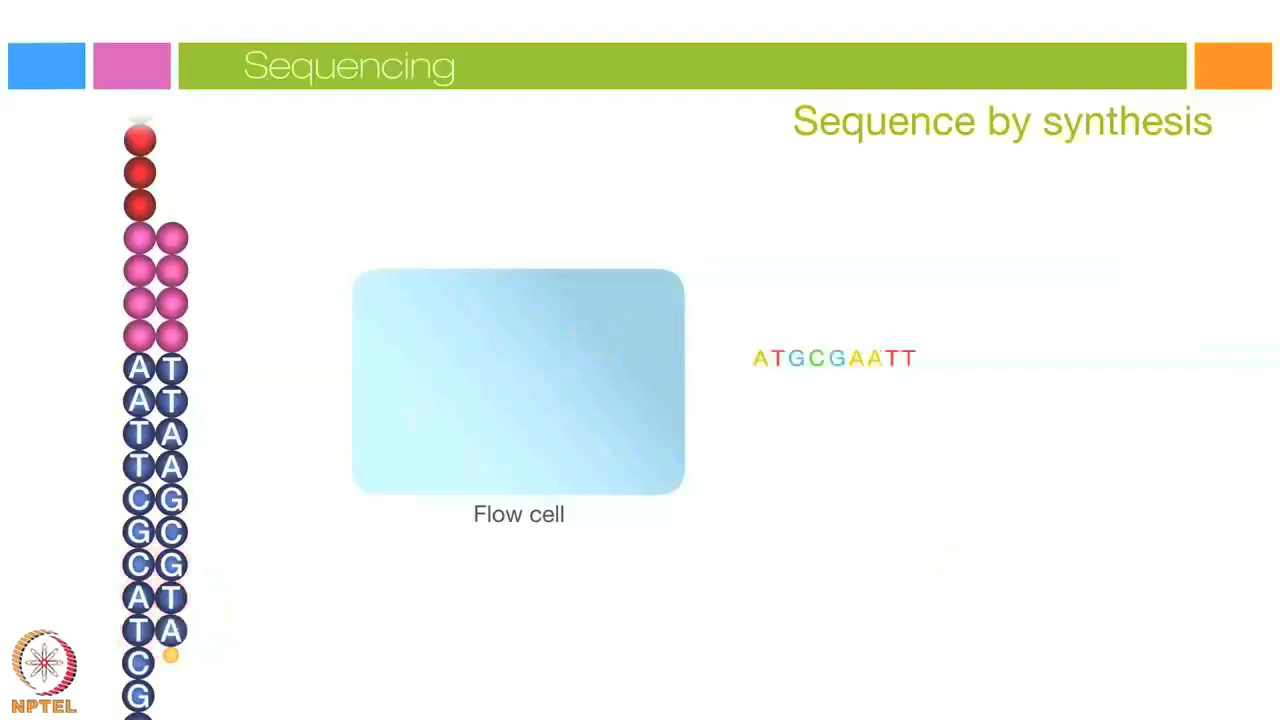 Sequencing
Sequence by synthesis
A T
A T
T A
T A
C G
G C
C G
A T
T A
C
G
ATGCGAATT
Flow cell
NPTEL